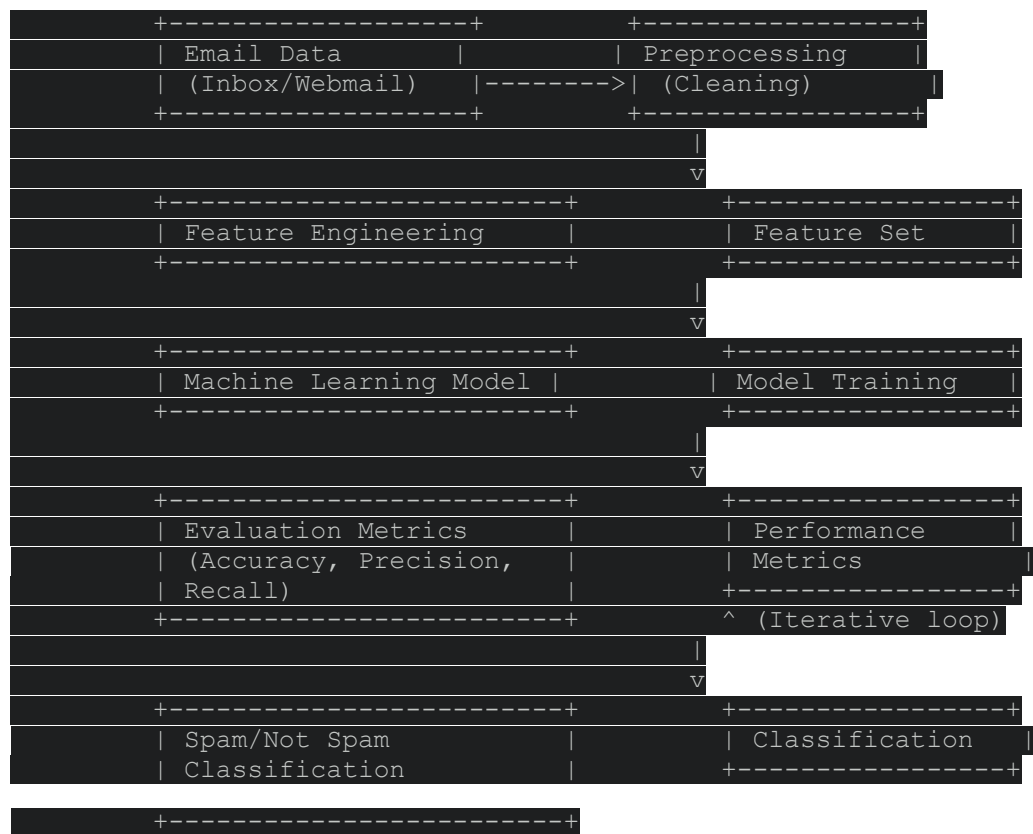 +-------------------+ +-----------------+
| Email Data | | Preprocessing |
| (Inbox/Webmail) |-------->| (Cleaning) |
+-------------------+ +-----------------+
|
v
+-------------------------+ +-----------------+
| Feature Engineering | | Feature Set |
+-------------------------+ +-----------------+
|
v
+-------------------------+ +-----------------+
| Machine Learning Model | | Model Training |
+-------------------------+ +-----------------+
|
v
+-------------------------+ +-----------------+
| Evaluation Metrics | | Performance |
| (Accuracy, Precision, | | Metrics |
| Recall) | +-----------------+
+-------------------------+ ^ (Iterative loop)
|
v
+-------------------------+ +-----------------+
| Spam/Not Spam | | Classification |
| Classification | +-----------------+
+-------------------------+